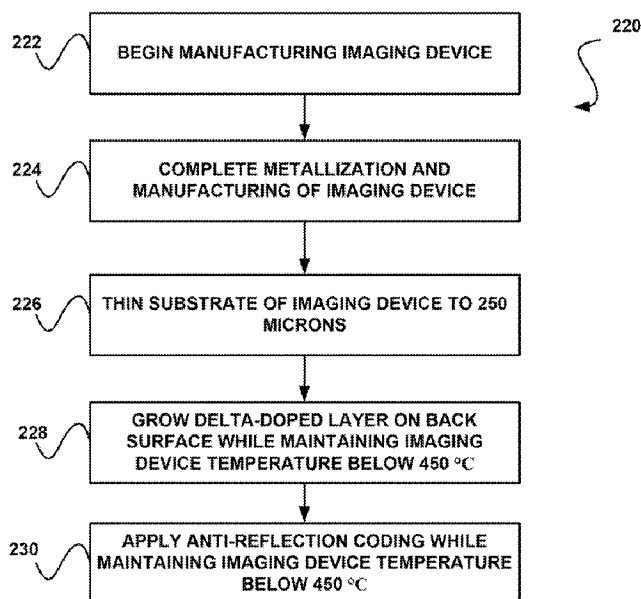 220
222
BEGIN MANUFACTURING IMAGING DEVICE
224
COMPLETE METALLIZATION AND
MANUFACTURING OF IMAGING DEVICE
226
THIN SUBSTRATE OF IMAGING DEVICE TO 250
MICRONS
228
GROW DELTA-DOPED LAYER ON BACK
SURFACE WHILE MAINTAINING IMAGING
DEVICE TEMPERATURE BELOW 450 °C
230
APPLY ANTI-REFLECTION CODING WHILE
MAINTAINING IMAGING DEVICE TEMPERATURE
BELOW 450 °C